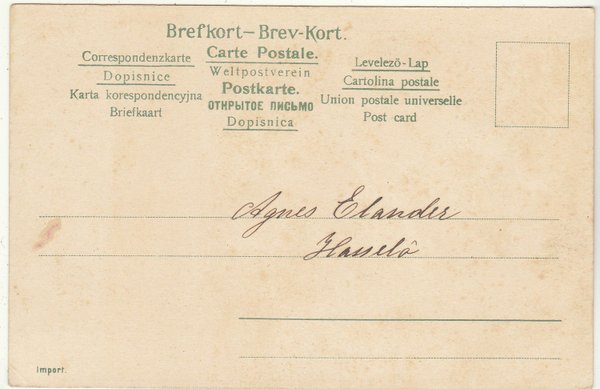 Brefkort–Brev-Kort.
Correspondenzkarte
Dopisnice
Karta korespondencyjna
Briefkaart
Carte Postale.
Weltpostverein
Postkarte.
ОТКРЫТОЕ ПИСЬМО
Dopisnica
Levelezö-Lap
Cartolina postale
Union postale universelle
Post card
Agnes Elander
Hasselö
Import.